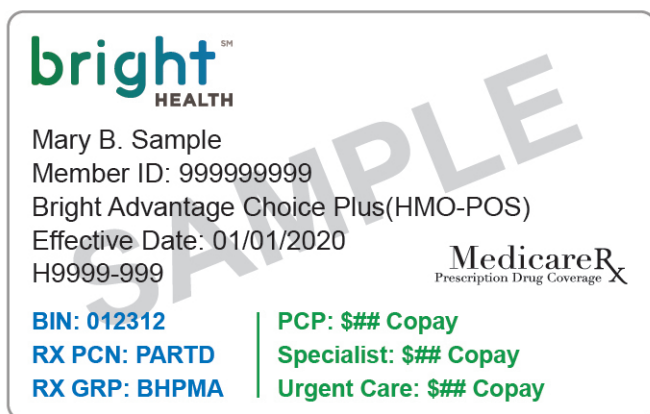 bright℠
HEALTH
SAMPLE
Mary B. Sample
Member ID: 999999999
Bright Advantage Choice Plus(HMO-POS)
Effective Date: 01/01/2020
H9999-999
MedicareRx
Prescription Drug Coverage
BIN: 012312
RX PCN: PARTD
RX GRP: BHPMA
PCP: $## Copay
Specialist: $## Copay
Urgent Care: $## Copay